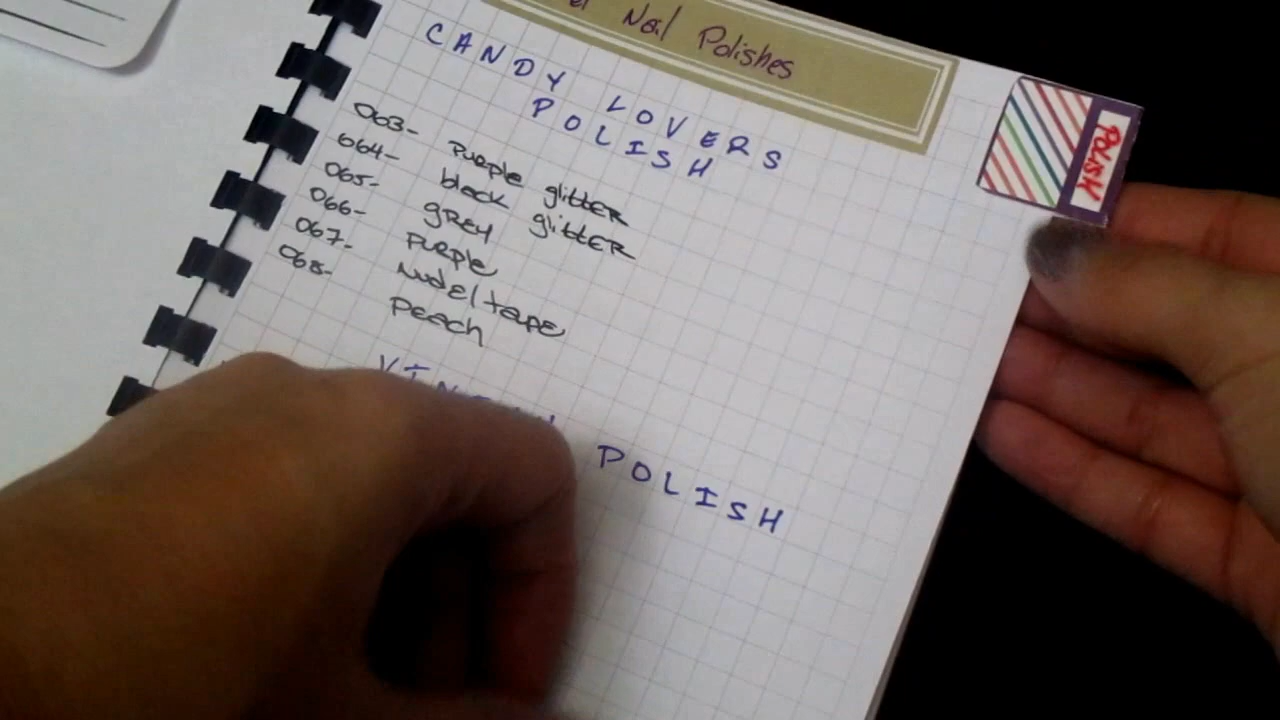 Nail Polishes
POLISH
CANDY LOVERS
POLISH
063- PURPLE glitteR
064- black glitteR
065- gREY
066- PURPLE
067- Nude/taupe
068- Peach
POLISH